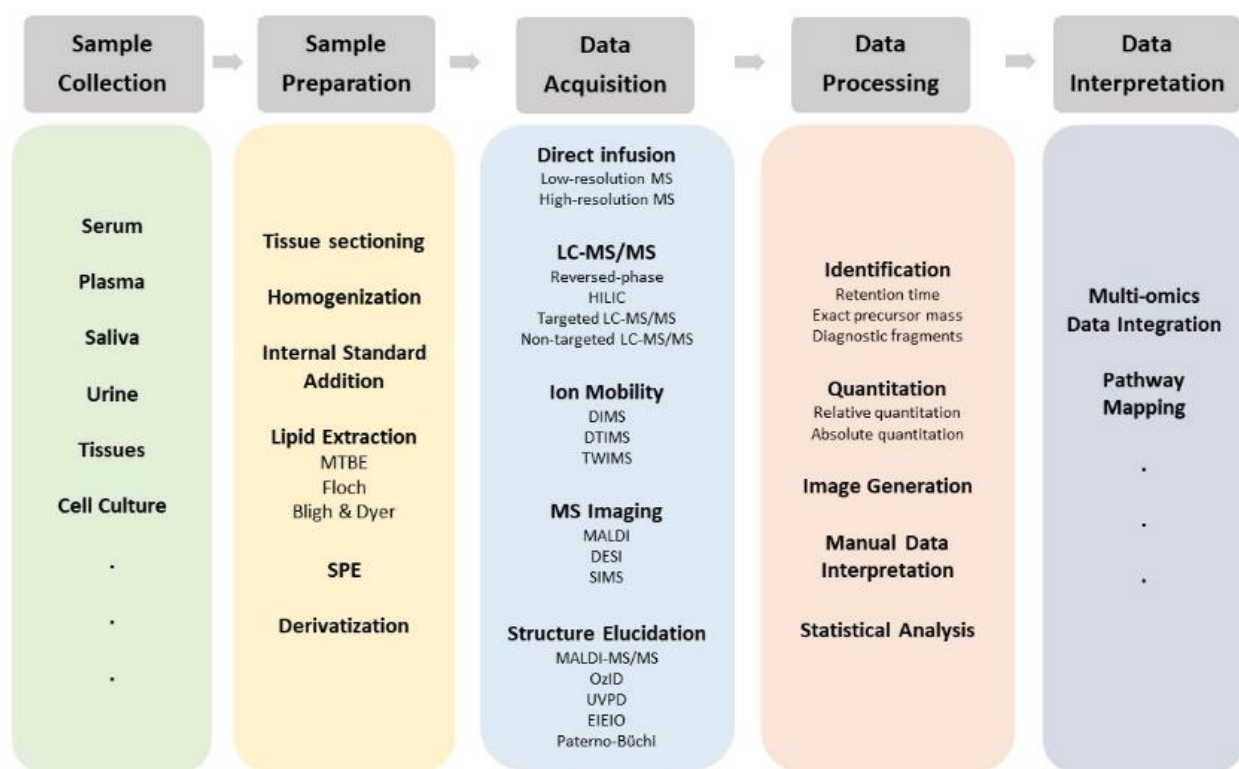 Sample
Collection
Sample
Preparation
Data
Acquisition
Data
Processing
Data
Interpretation
Serum
Plasma
Saliva
Urine
Tissues
Cell Culture
.
.
.
Tissue sectioning
Homogenization
Internal Standard
Addition
Lipid Extraction
MTBE
Floch
Bligh & Dyer
SPE
Derivatization
Direct infusion
Low-resolution MS
High-resolution MS
LC-MS/MS
Reversed-phase
HILIC
Targeted LC-MS/MS
Non-targeted LC-MS/MS
Ion Mobility
DIMS
DTIMS
TWIMS
MS Imaging
MALDI
DESI
SIMS
Structure Elucidation
MALDI-MS/MS
OzID
UVPD
EIEIO
Paterno-Büchi
Identification
Retention time
Exact precursor mass
Diagnostic fragments
Quantitation
Relative quantitation
Absolute quantitation
Image Generation
Manual Data
Interpretation
Statistical Analysis
Multi-omics
Data Integration
Pathway
Mapping
.
.
.